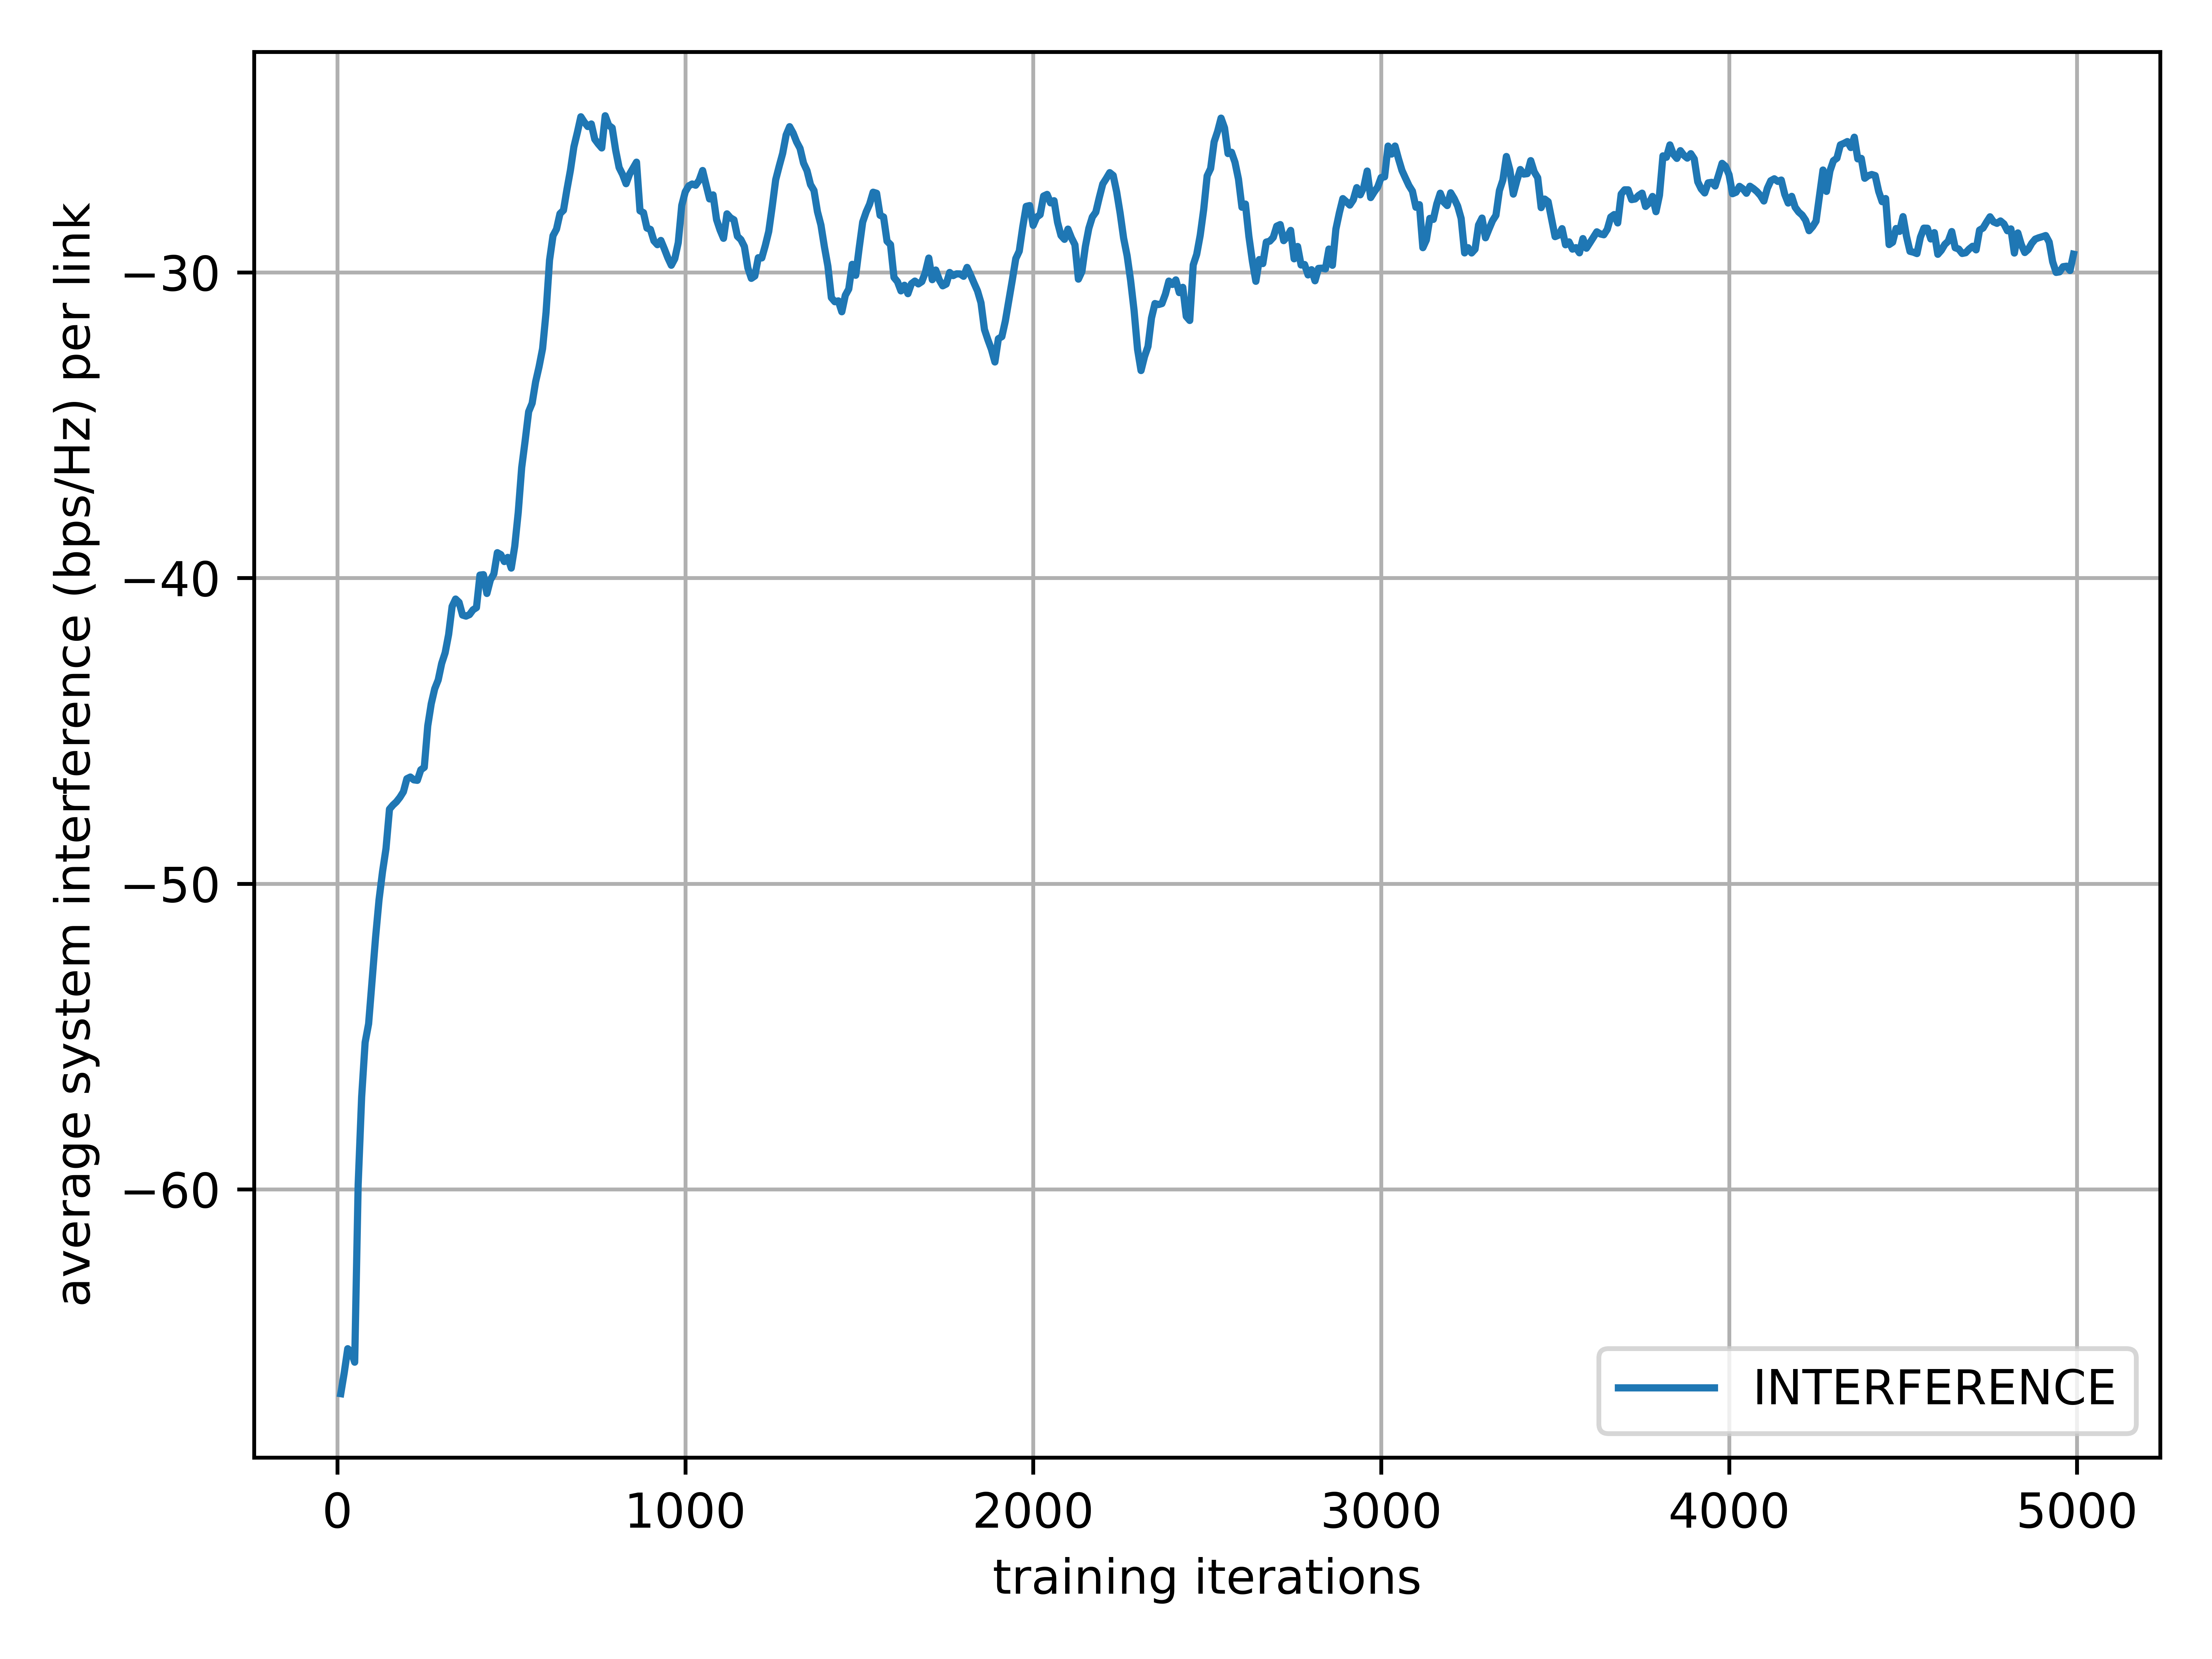 average system interference (bps/Hz) per link
−30
−40
−50
−60
INTERFERENCE
0 1000 2000 3000 4000 5000
training iterations